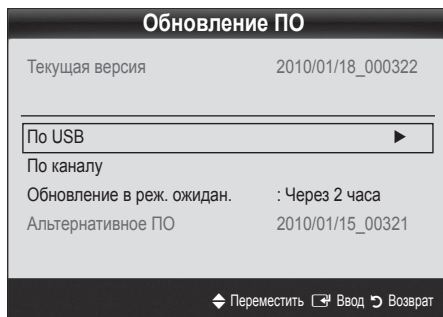 Обновление ПО
Текущая версия 2010/01/18_000322
По USB ▶
По каналу
Обновление в реж. ожидан. : Через 2 часа
Альтернативное ПО 2010/01/15_00321
Переместить Ввод Возврат